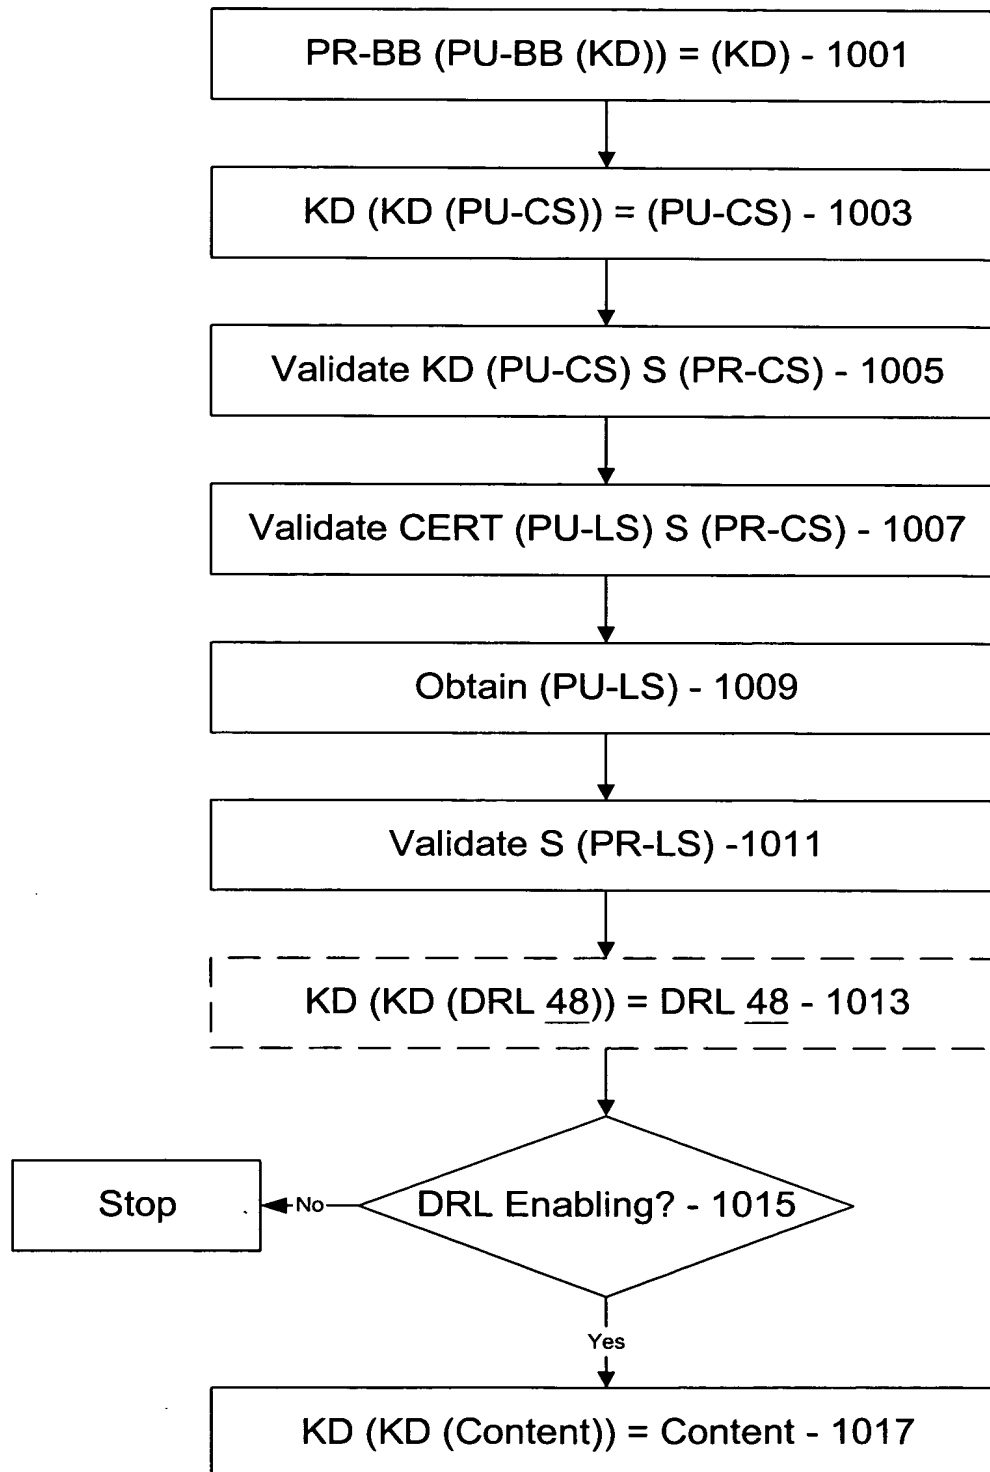 PR-BB (PU-BB (KD)) = (KD) - 1001
KD (KD (PU-CS)) = (PU-CS) - 1003
Validate KD (PU-CS) S (PR-CS) - 1005
Validate CERT (PU-LS) S (PR-CS) - 1007
Obtain (PU-LS) - 1009
Validate S (PR-LS) -1011
KD (KD (DRL 48)) = DRL 48 - 1013
DRL Enabling? - 1015
No
Stop
Yes
KD (KD (Content)) = Content - 1017